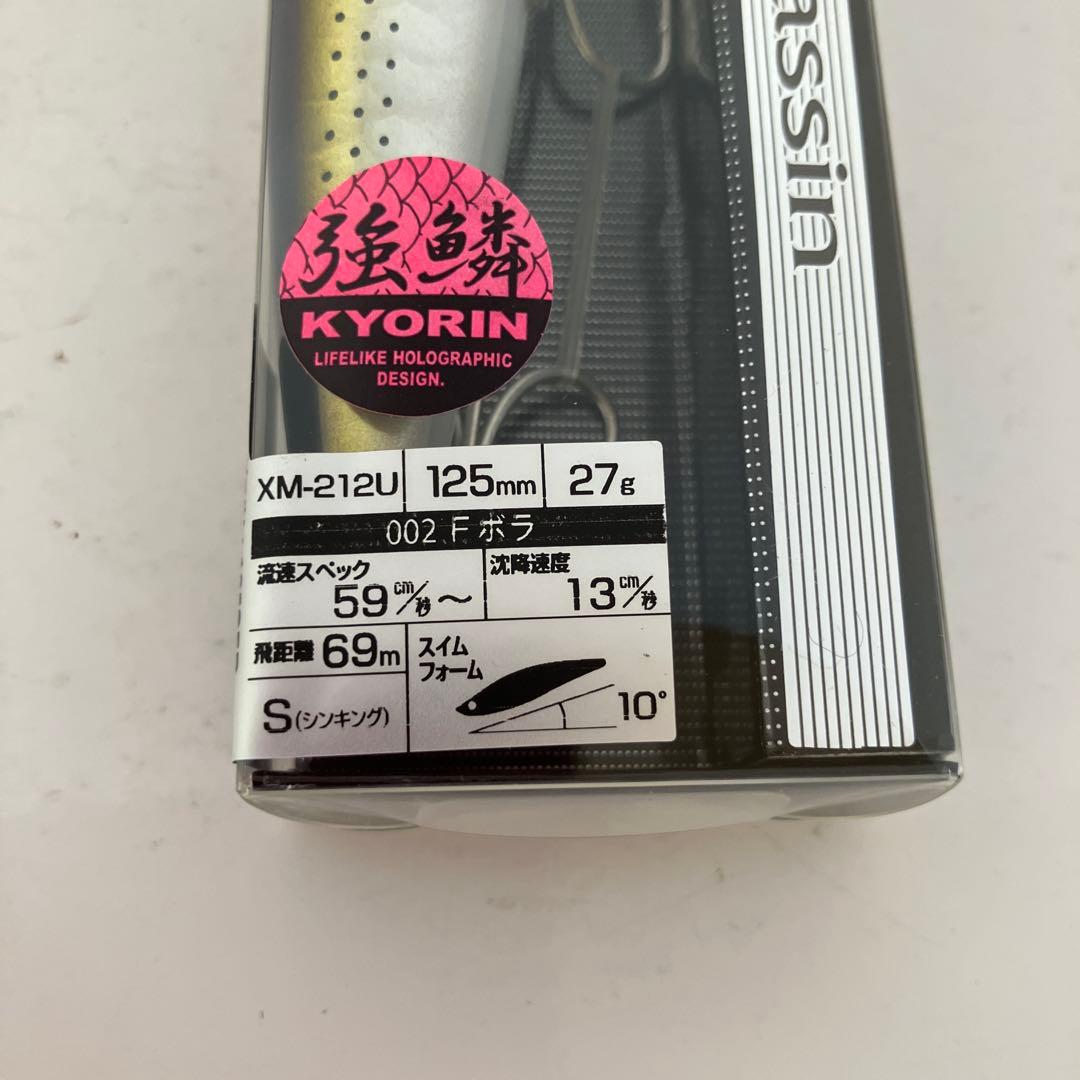 assin
強鱗
KYORIN
LIFELIKE HOLOGRAPHIC
DESIGN.
XM-212U 125mm 27g
002 F ボラ
流速スペック 59cm/秒～
沈降速度 13cm/秒
飛距離 69m
S(シンキング)
スイム
フォーム
10°